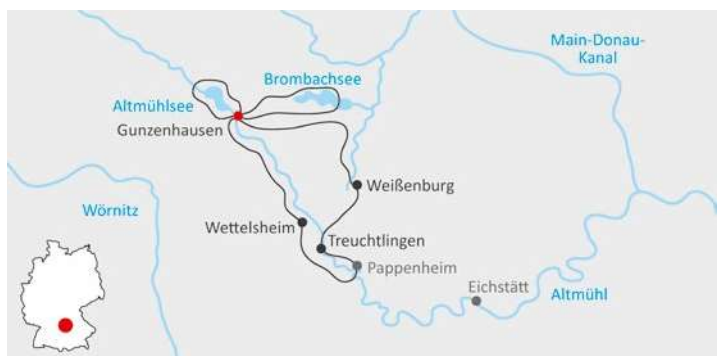 Main-Donau-
Kanal
Brombachsee
Altmühlsee
Gunzenhausen
Weißenburg
Wörnitz
Wettelsheim
Treuchtlingen
Pappenheim
Eichstätt
Altmühl